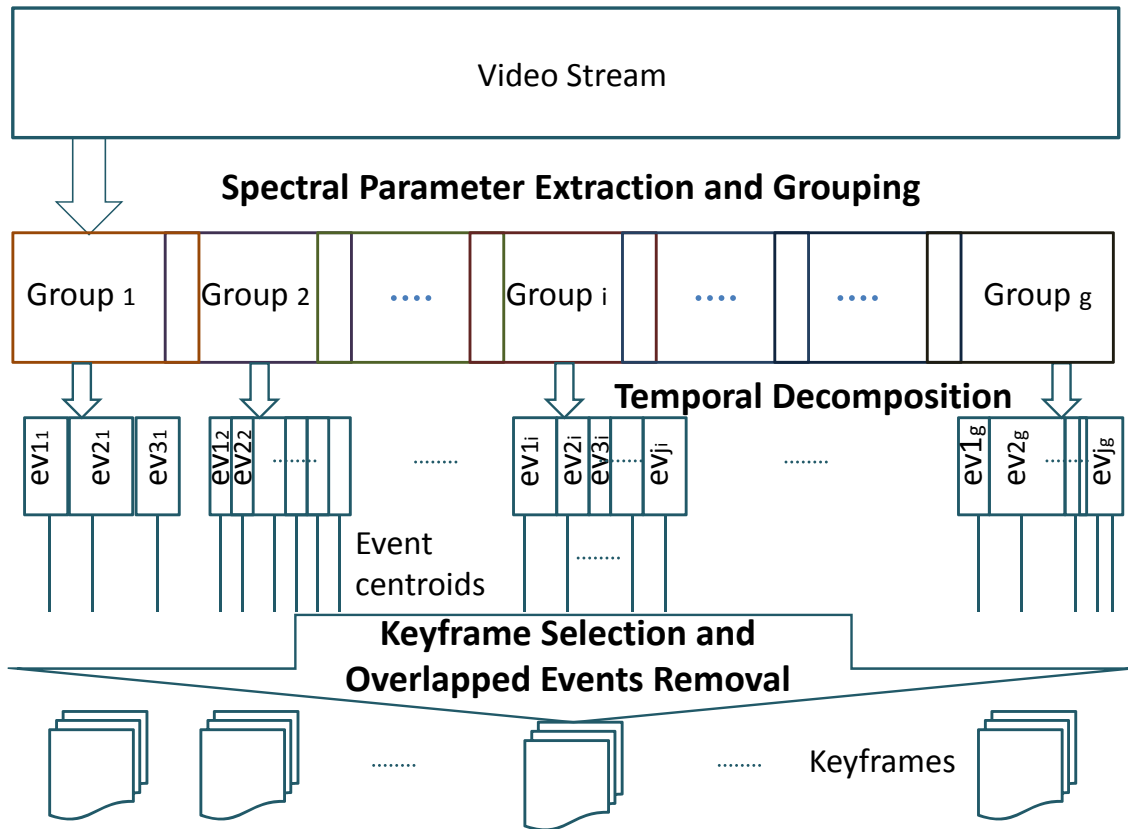 Video Stream
Spectral Parameter Extraction and Grouping
Group 1 Group 2 .... Group i .... .... Group g
Temporal Decomposition
ev1₁ ev2₁ ev3₁ ev1₂ ev2₂ ........ ........ ev1ᵢ ev2ᵢ ev3ᵢ ........ evjᵢ ........ ev1g ev2g ........ evjg
Event
centroids
........
Keyframe Selection and
Overlapped Events Removal
........ ........ Keyframes